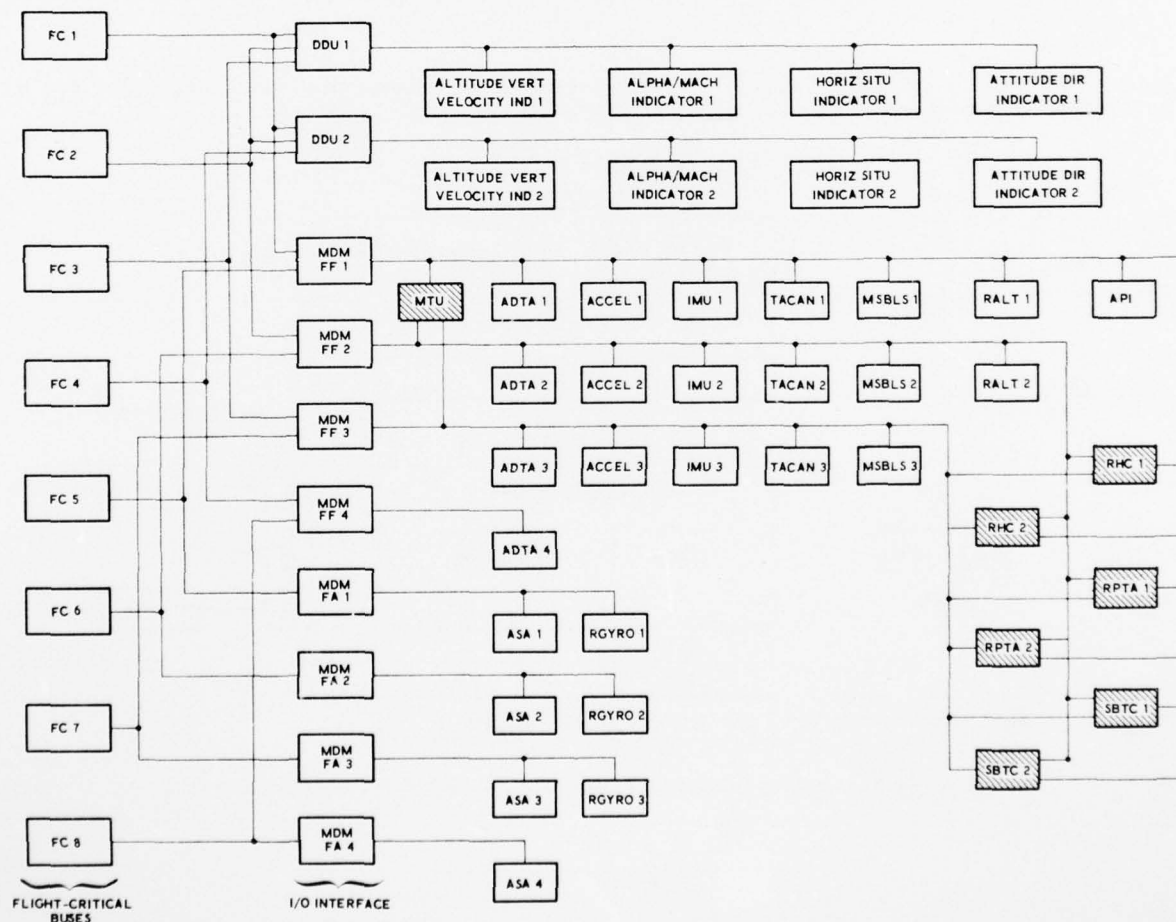 FC 1
DDU 1
ALTITUDE VERT
VELOCITY IND 1
ALPHA/MACH
INDICATOR 1
HORIZ SITU
INDICATOR 1
ATTITUDE DIR
INDICATOR 1
FC 2
DDU 2
ALTITUDE VERT
VELOCITY IND 2
ALPHA/MACH
INDICATOR 2
HORIZ SITU
INDICATOR 2
ATTITUDE DIR
INDICATOR 2
FC 3
MDM
FF 1
MTU
ADTA 1
ACCEL 1
IMU 1
TACAN 1
MSBLS 1
RALT 1
API
FC 4
MDM
FF 2
ADTA 2
ACCEL 2
IMU 2
TACAN 2
MSBLS 2
RALT 2
MDM
FF 3
ADTA 3
ACCEL 3
IMU 3
TACAN 3
MSBLS 3
RHC 1
FC 5
MDM
FF 4
ADTA 4
RHC 2
FC 6
MDM
FA 1
ASA 1
RGYRO 1
RPTA 1
RPTA 2
MDM
FA 2
ASA 2
RGYRO 2
SBTC 1
FC 7
MDM
FA 3
ASA 3
RGYRO 3
SBTC 2
FC 8
MDM
FA 4
ASA 4
FLIGHT-CRITICAL
BUSES
I/O INTERFACE